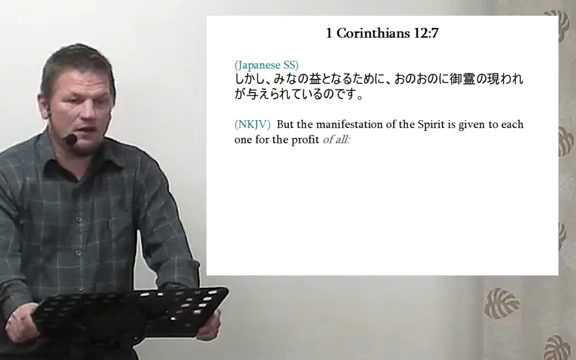 1 Corinthians 12:7
(Japanese SS)
しかし、みなの益となるために、おのおのに御霊の現われ
が与えられているのです。
(NKJV) But the manifestation of the Spirit is given to each
one for the profit of all: